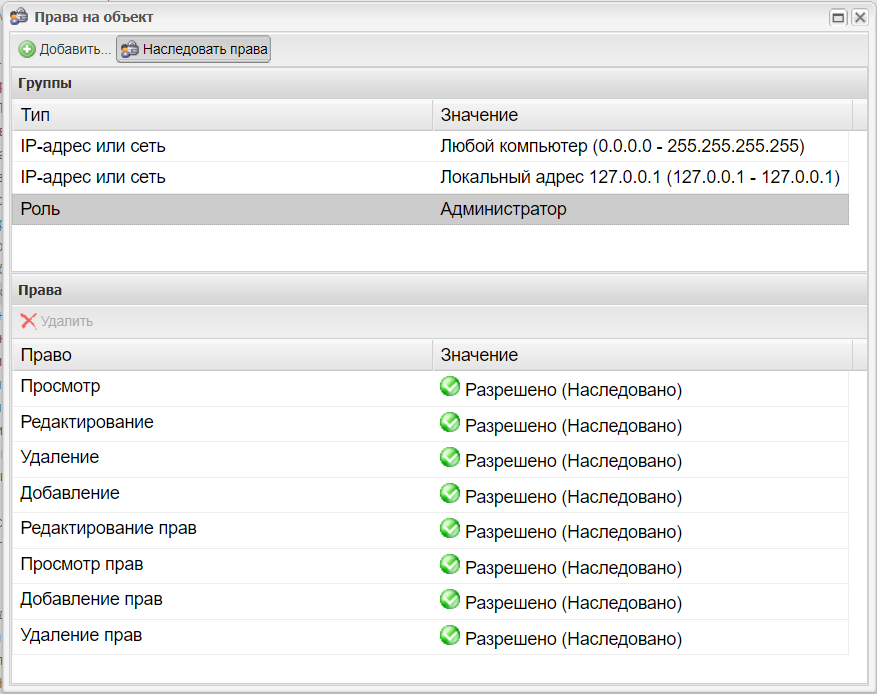 Права на объект
Добавить... Наследовать права
Группы
Тип Значение
IP-адрес или сеть Любой компьютер (0.0.0.0 - 255.255.255.255)
IP-адрес или сеть Локальный адрес 127.0.0.1 (127.0.0.1 - 127.0.0.1)
Роль Администратор
Права
Удалить
Право Значение
Просмотр Разрешено (Наследовано)
Редактирование Разрешено (Наследовано)
Удаление Разрешено (Наследовано)
Добавление Разрешено (Наследовано)
Редактирование прав Разрешено (Наследовано)
Просмотр прав Разрешено (Наследовано)
Добавление прав Разрешено (Наследовано)
Удаление прав Разрешено (Наследовано)